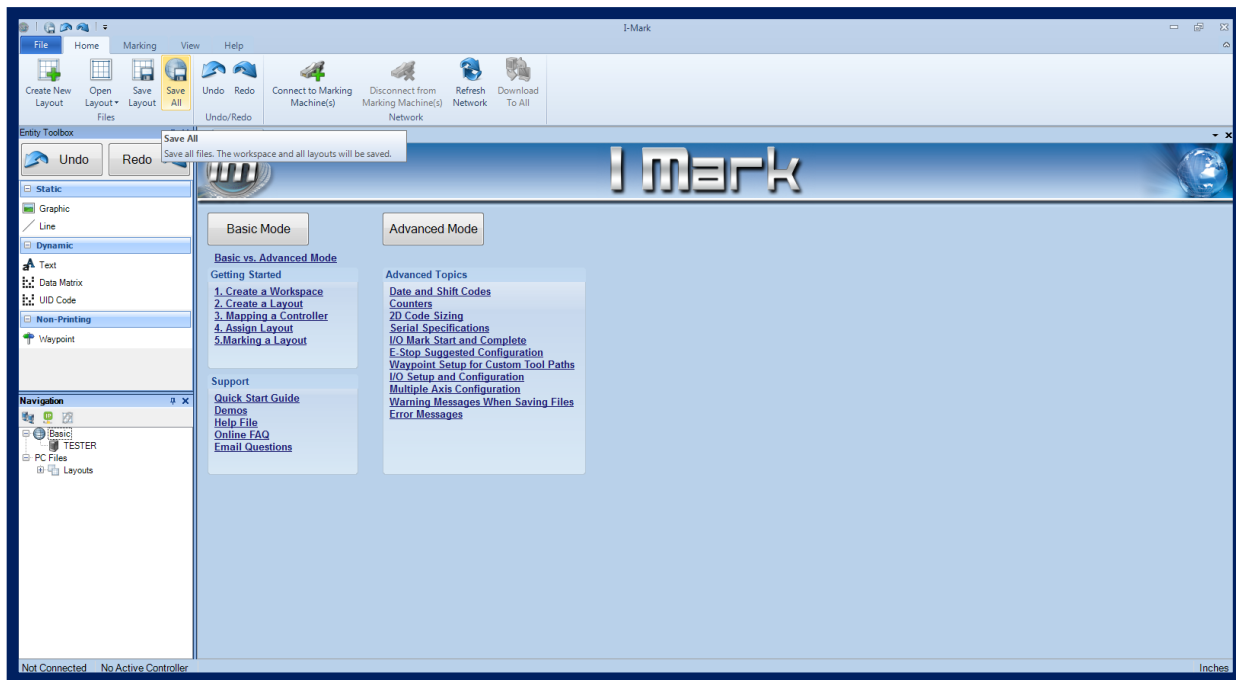 I-Mark
File Home Marking View Help
Create New Layout
Open Layout
Save Layout
Save All
Undo Redo
Connect to Marking Machine(s)
Disconnect from Marking Machine(s)
Refresh Network
Download To All
Files
Undo/Redo
Network
Entity Toolbox
Save All
Save all files. The workspace and all layouts will be saved.
Undo Redo
I Mark
Static
Graphic
Line
Dynamic
Text
Data Matrix
UID Code
Non-Printing
Waypoint
Navigation
Basic
TESTER
PC Files
Layouts
Basic Mode
Advanced Mode
Basic vs. Advanced Mode
Getting Started
1. Create a Workspace
2. Create a Layout
3. Mapping a Controller
4. Assign Layout
5.Marking a Layout
Support
Quick Start Guide
Demos
Help File
Online FAQ
Email Questions
Advanced Topics
Date and Shift Codes
Counters
2D Code Sizing
Serial Specifications
I/O Mark Start and Complete
E-Stop Suggested Configuration
Waypoint Setup for Custom Tool Paths
I/O Setup and Configuration
Multiple Axis Configuration
Warning Messages When Saving Files
Error Messages
Not Connected No Active Controller
Inches